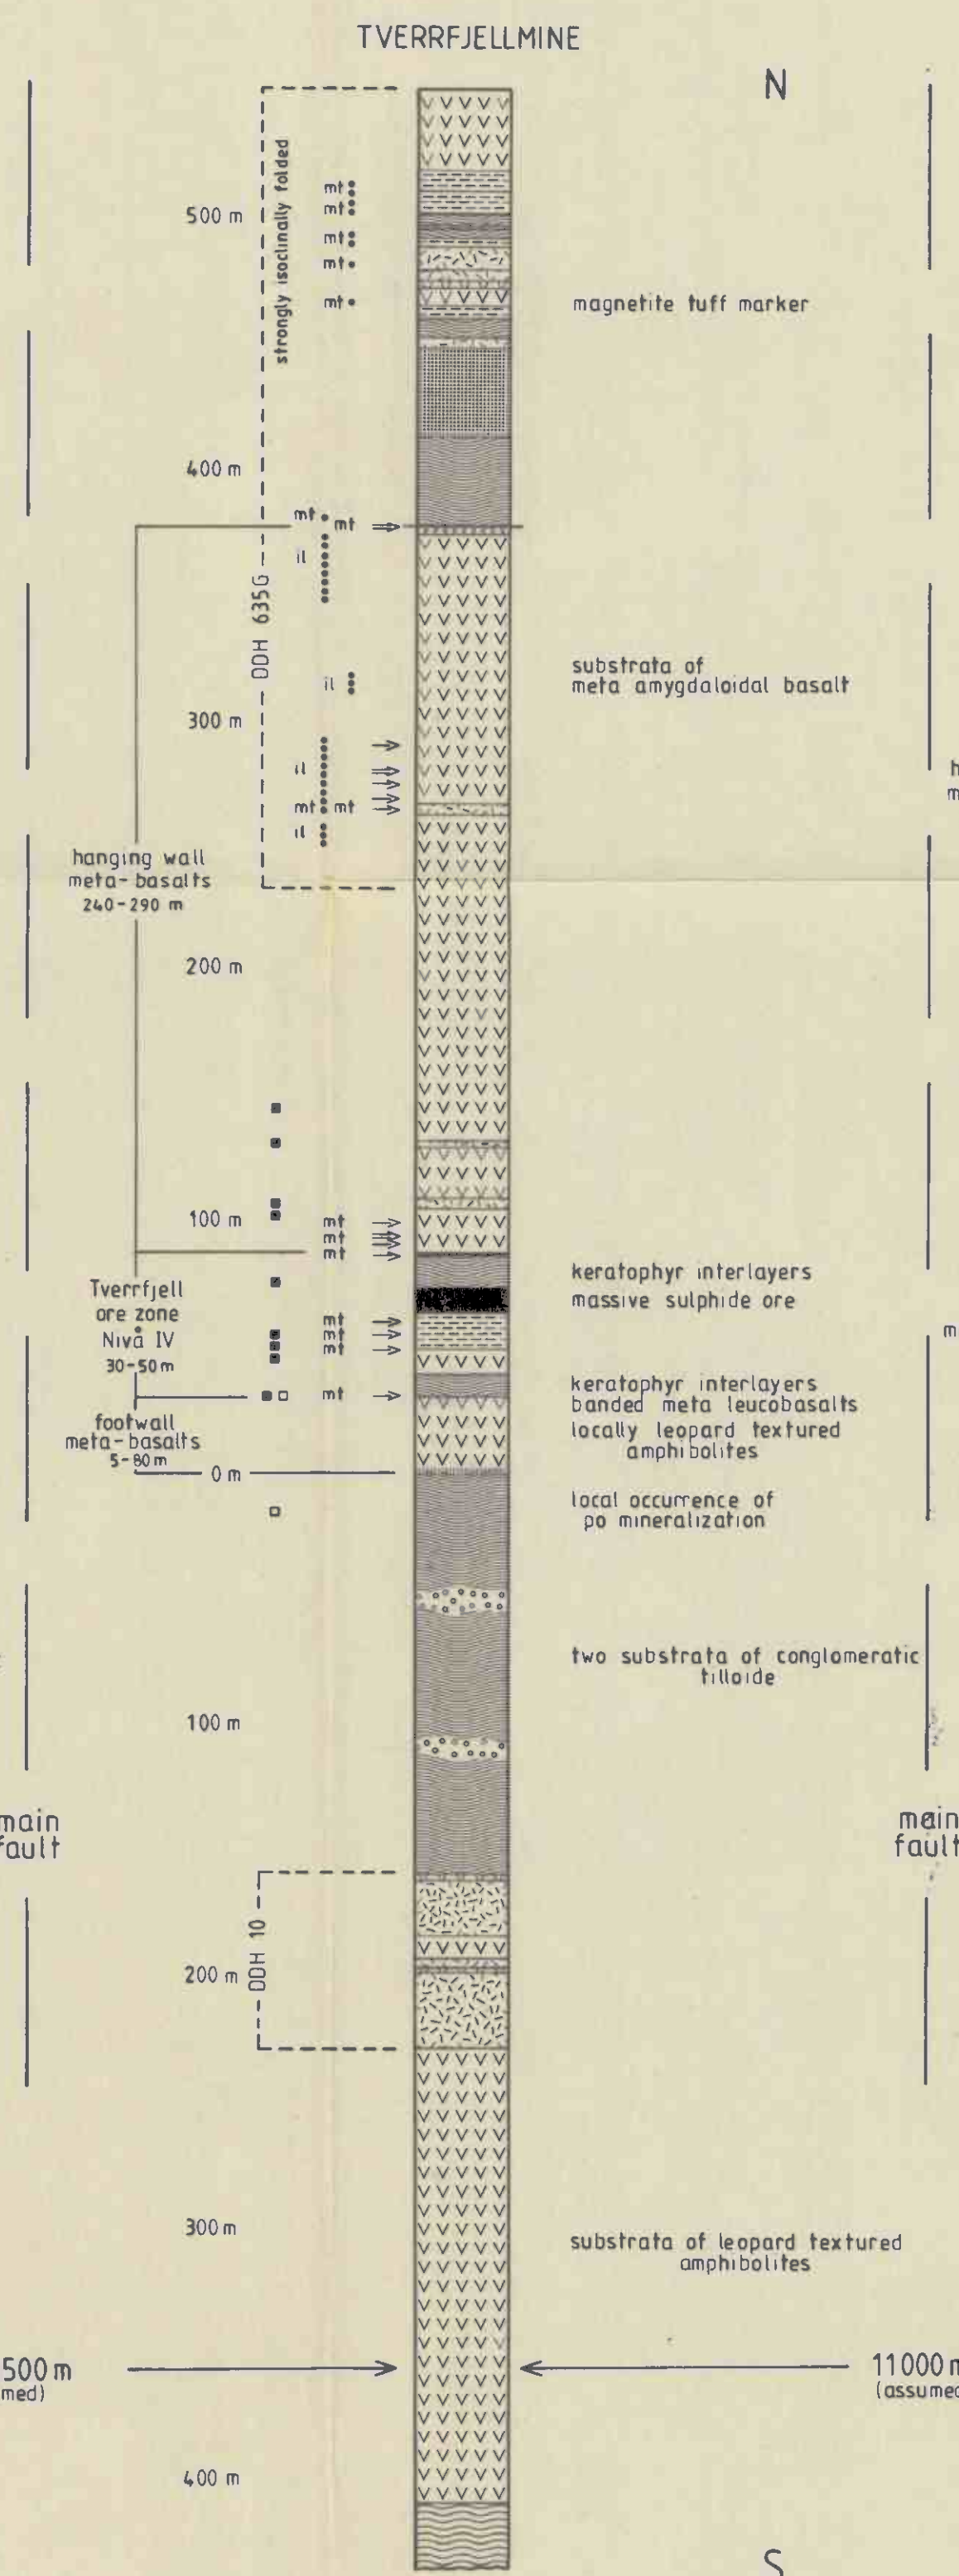 TVERRFJELLMINE
N
strongly isoclinally folded
mt
mt
500 m
mt
mt
mt
magnetite tuff marker
400 m
mt
mt
il
DDH 635G
substrata of
meta amygdaloidal basalt
il
300 m
il
mt
mt
il
h
m
hanging wall
meta-basalts
240-290 m
200 m
100 m
mt
mt
mt
keratophyr interlayers
massive sulphide ore
Tverrfjell
ore zone
Nivå IV
30-50m
mt
mt
mt
m
mt
keratophyr interlayers
banded meta leucobasalts
locally leopard textured
amphibolites
footwall
meta-basalts
5-80m
0 m
local occurrence of
po mineralization
two substrata of conglomeratic
tilloide
100 m
main
fault
main
fault
DDH 10
200 m
300m
substrata of leopard textured
amphibolites
500m
med)
11000 m
(assumed
400 m
S